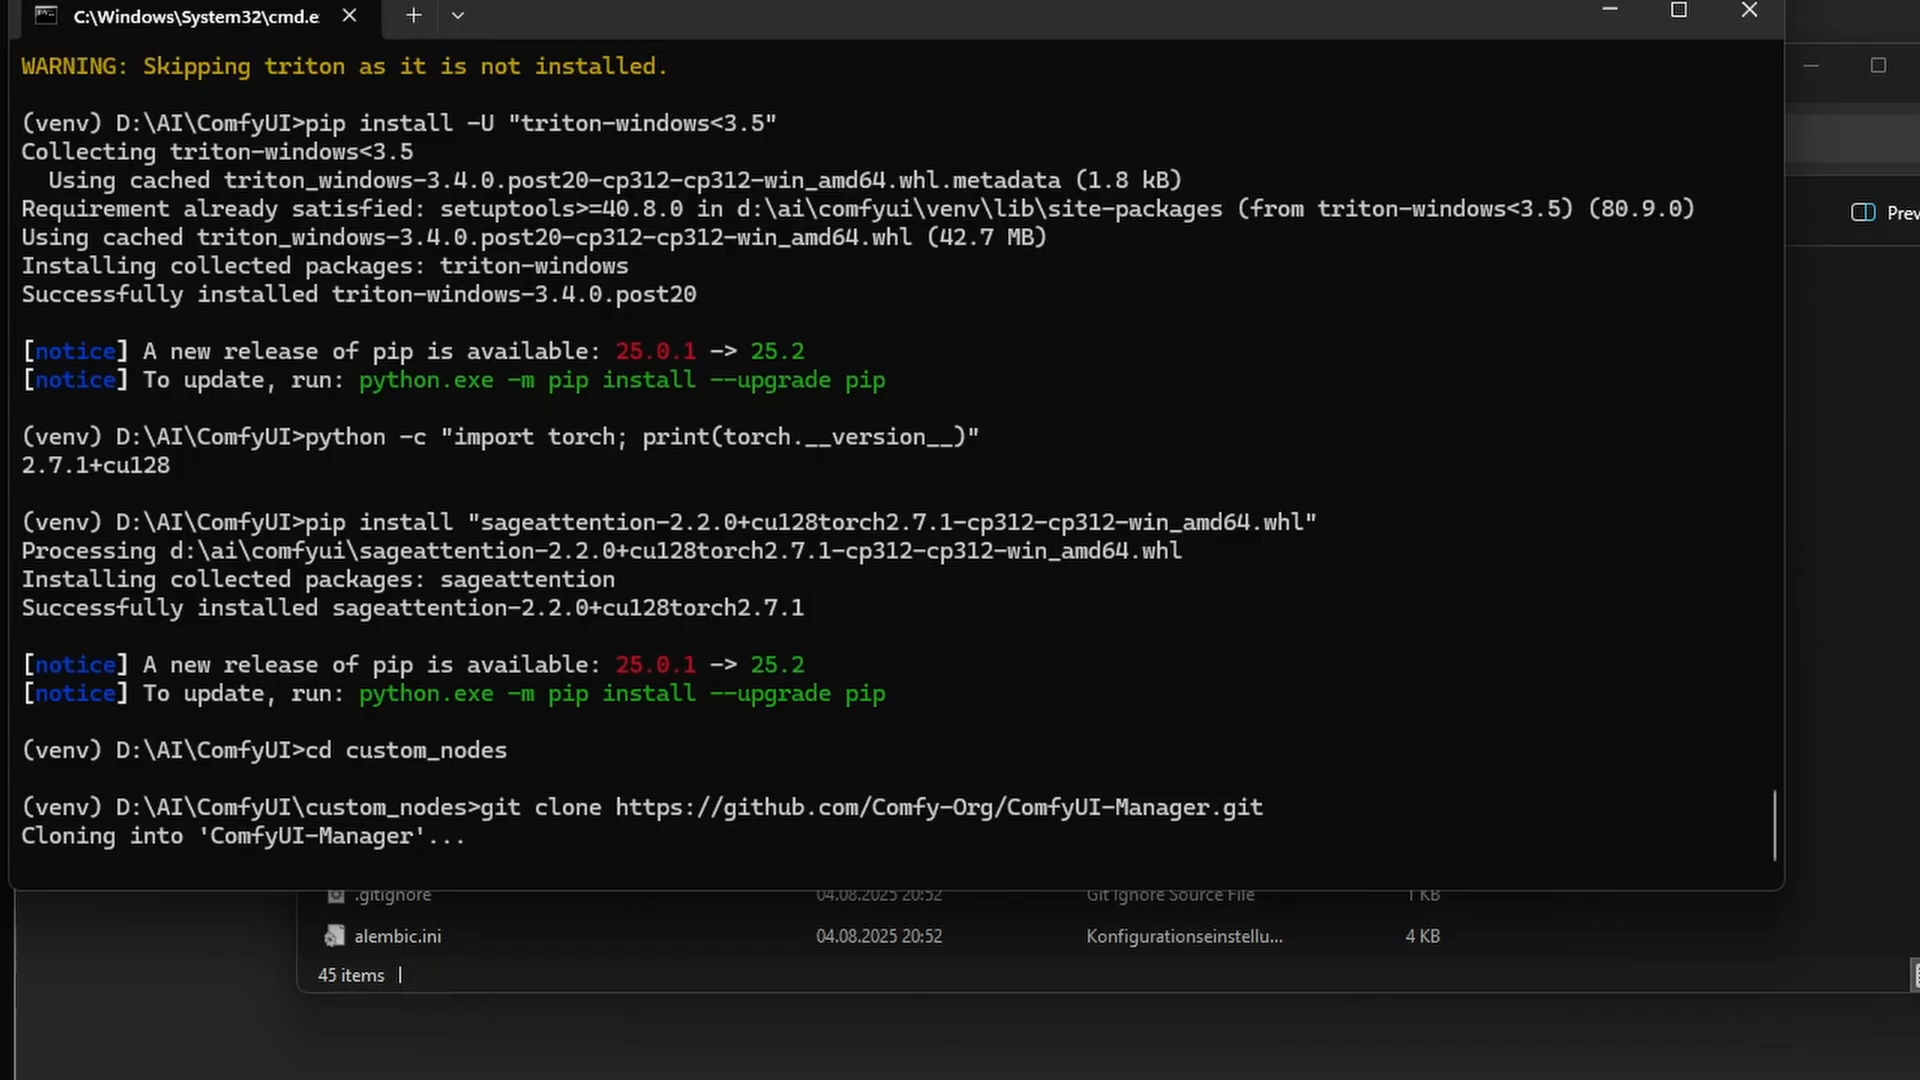 C:\Windows\System32\cmd.e
WARNING: Skipping triton as it is not installed.
(venv) D:\AI\ComfyUI>pip install -U "triton-windows<3.5"
Collecting triton-windows<3.5
Using cached triton_windows-3.4.0.post20-cp312-cp312-win_amd64.whl.metadata (1.8 kB)
Requirement already satisfied: setuptools>=40.8.0 in d:\ai\comfyui\venv\lib\site-packages (from triton-windows<3.5) (80.9.0)
Using cached triton_windows-3.4.0.post20-cp312-cp312-win_amd64.whl (42.7 MB)
Installing collected packages: triton-windows
Successfully installed triton-windows-3.4.0.post20
[notice] A new release of pip is available: 25.0.1 -> 25.2
[notice] To update, run: python.exe -m pip install --upgrade pip
(venv) D:\AI\ComfyUI>python -c "import torch; print(torch.__version__)"
2.7.1+cu128
(venv) D:\AI\ComfyUI>pip install "sageattention-2.2.0+cu128torch2.7.1-cp312-cp312-win_amd64.whl"
Processing d:\ai\comfyui\sageattention-2.2.0+cu128torch2.7.1-cp312-cp312-win_amd64.whl
Installing collected packages: sageattention
Successfully installed sageattention-2.2.0+cu128torch2.7.1
[notice] A new release of pip is available: 25.0.1 -> 25.2
[notice] To update, run: python.exe -m pip install --upgrade pip
(venv) D:\AI\ComfyUI>cd custom_nodes
(venv) D:\AI\ComfyUI\custom_nodes>git clone https://github.com/Comfy-Org/ComfyUI-Manager.git
Cloning into 'ComfyUI-Manager'...
Prev
.gitignore 04.08.2025 20:52 Git Ignore Source File 1 KB
alembic.ini 04.08.2025 20:52 Konfigurationseinstellu... 4 KB
45 items